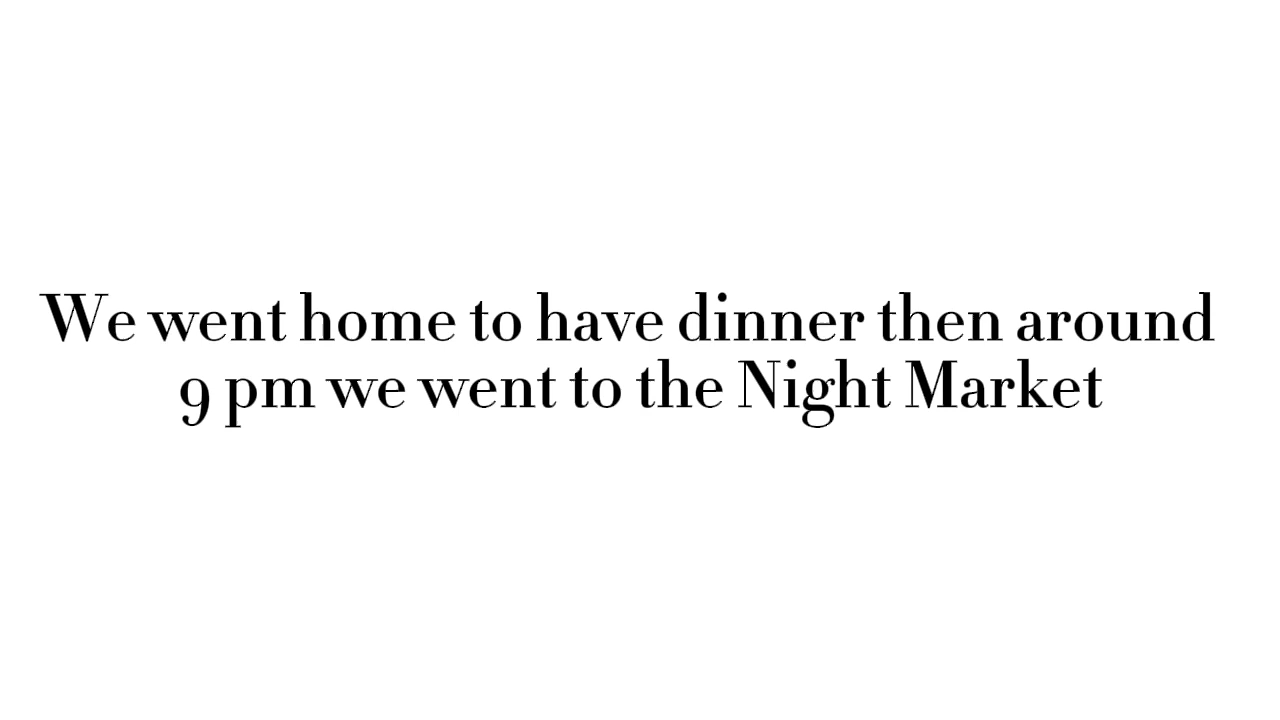 We went home to have dinner then around
9 pm we went to the Night Market